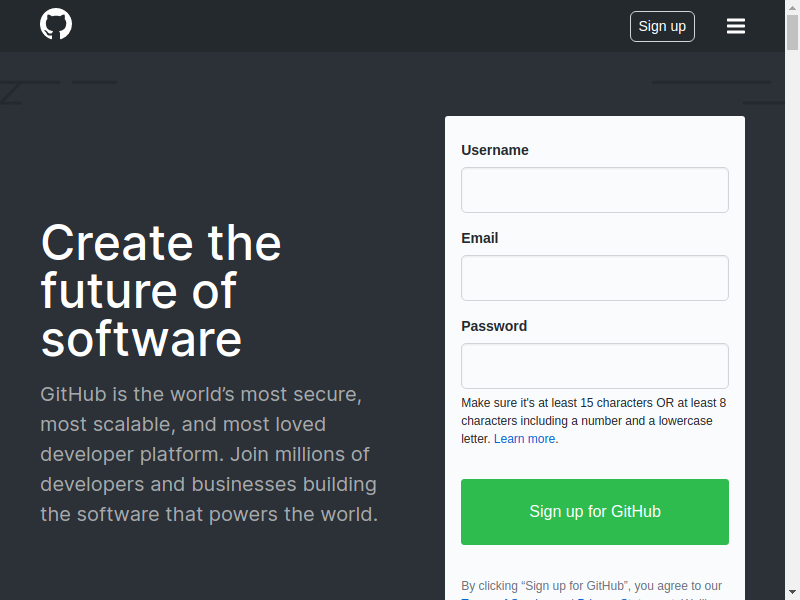 Sign up
Create the
future of
software
GitHub is the world’s most secure,
most scalable, and most loved
developer platform. Join millions of
developers and businesses building
the software that powers the world.
Username
Email
Password
Make sure it's at least 15 characters OR at least 8
characters including a number and a lowercase
letter. Learn more.
Sign up for GitHub
By clicking “Sign up for GitHub”, you agree to our